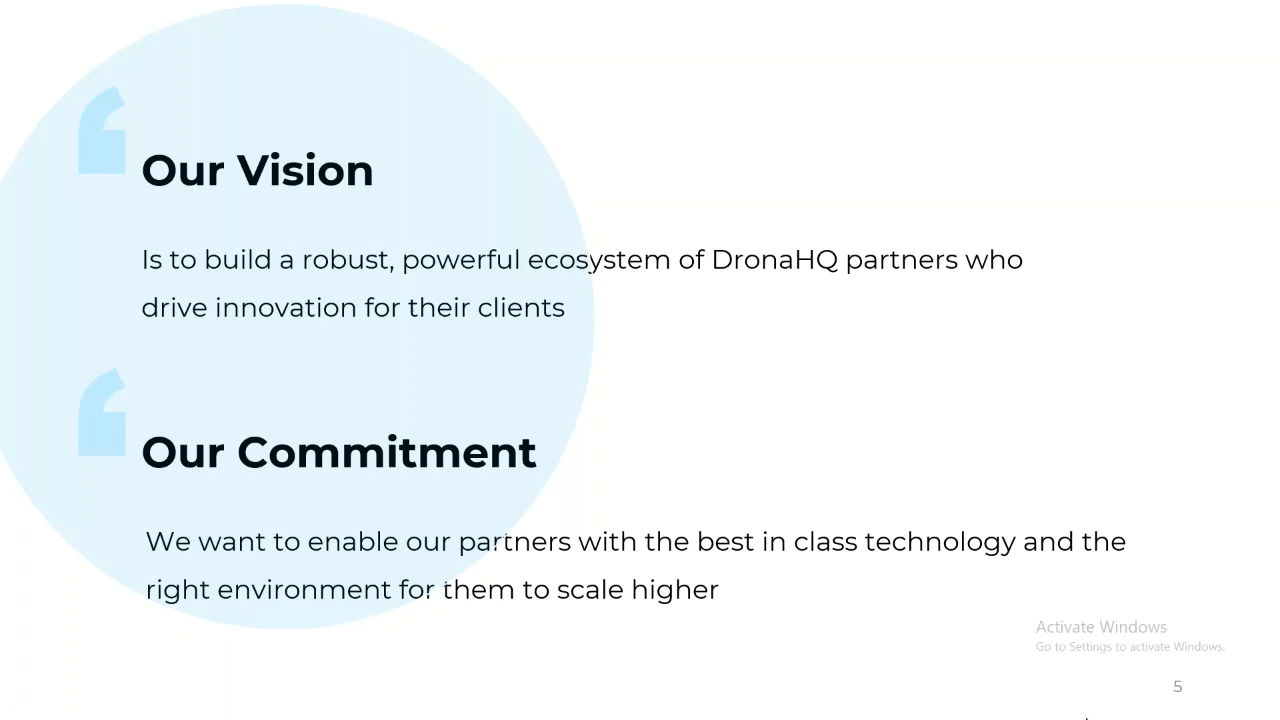 Our Vision
Is to build a robust, powerful ecosystem of DronaHQ partners who
drive innovation for their clients
Our Commitment
We want to enable our partners with the best in class technology and the
right environment for them to scale higher
Activate Windows
Go to Settings to activate Windows.
5